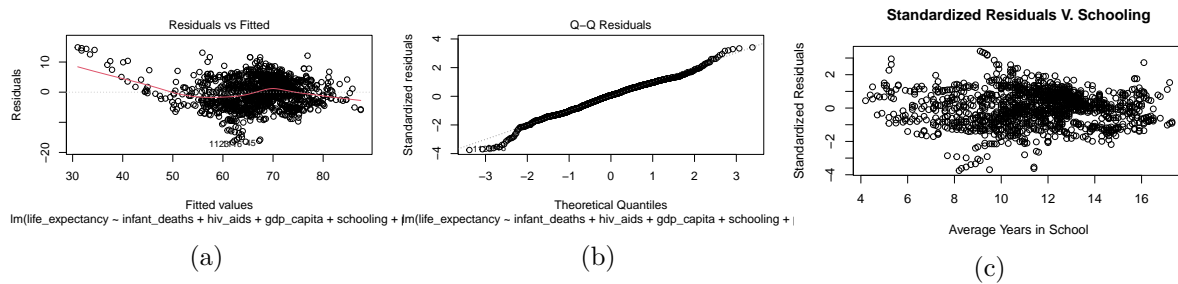 Residuals vs Fitted
Residuals
10
0
−20
30 40 50 60 70 80
Fitted values
lm(life_expectancy ~ infant_deaths + hiv_aids + gdp_capita + schooling +
(a)
Q−Q Residuals
Standardized residuals
4
2
0
−2
−4
−3 −2 −1 0 1 2 3
Theoretical Quantiles
lm(life_expectancy ~ infant_deaths + hiv_aids + gdp_capita + schooling +
(b)
Standardized Residuals V. Schooling
Standardized Residuals
2
0
−2
−4
4 6 8 10 12 14 16
Average Years in School
(c)